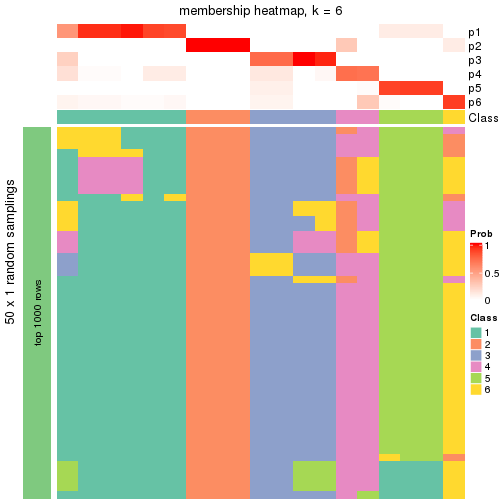 membership heatmap, k = 6
p1
p2
p3
p4
p5
p6
Class
50 x 1 random samplings
top 1000 rows
Prob
1
0.5
0
Class
1
2
3
4
5
6